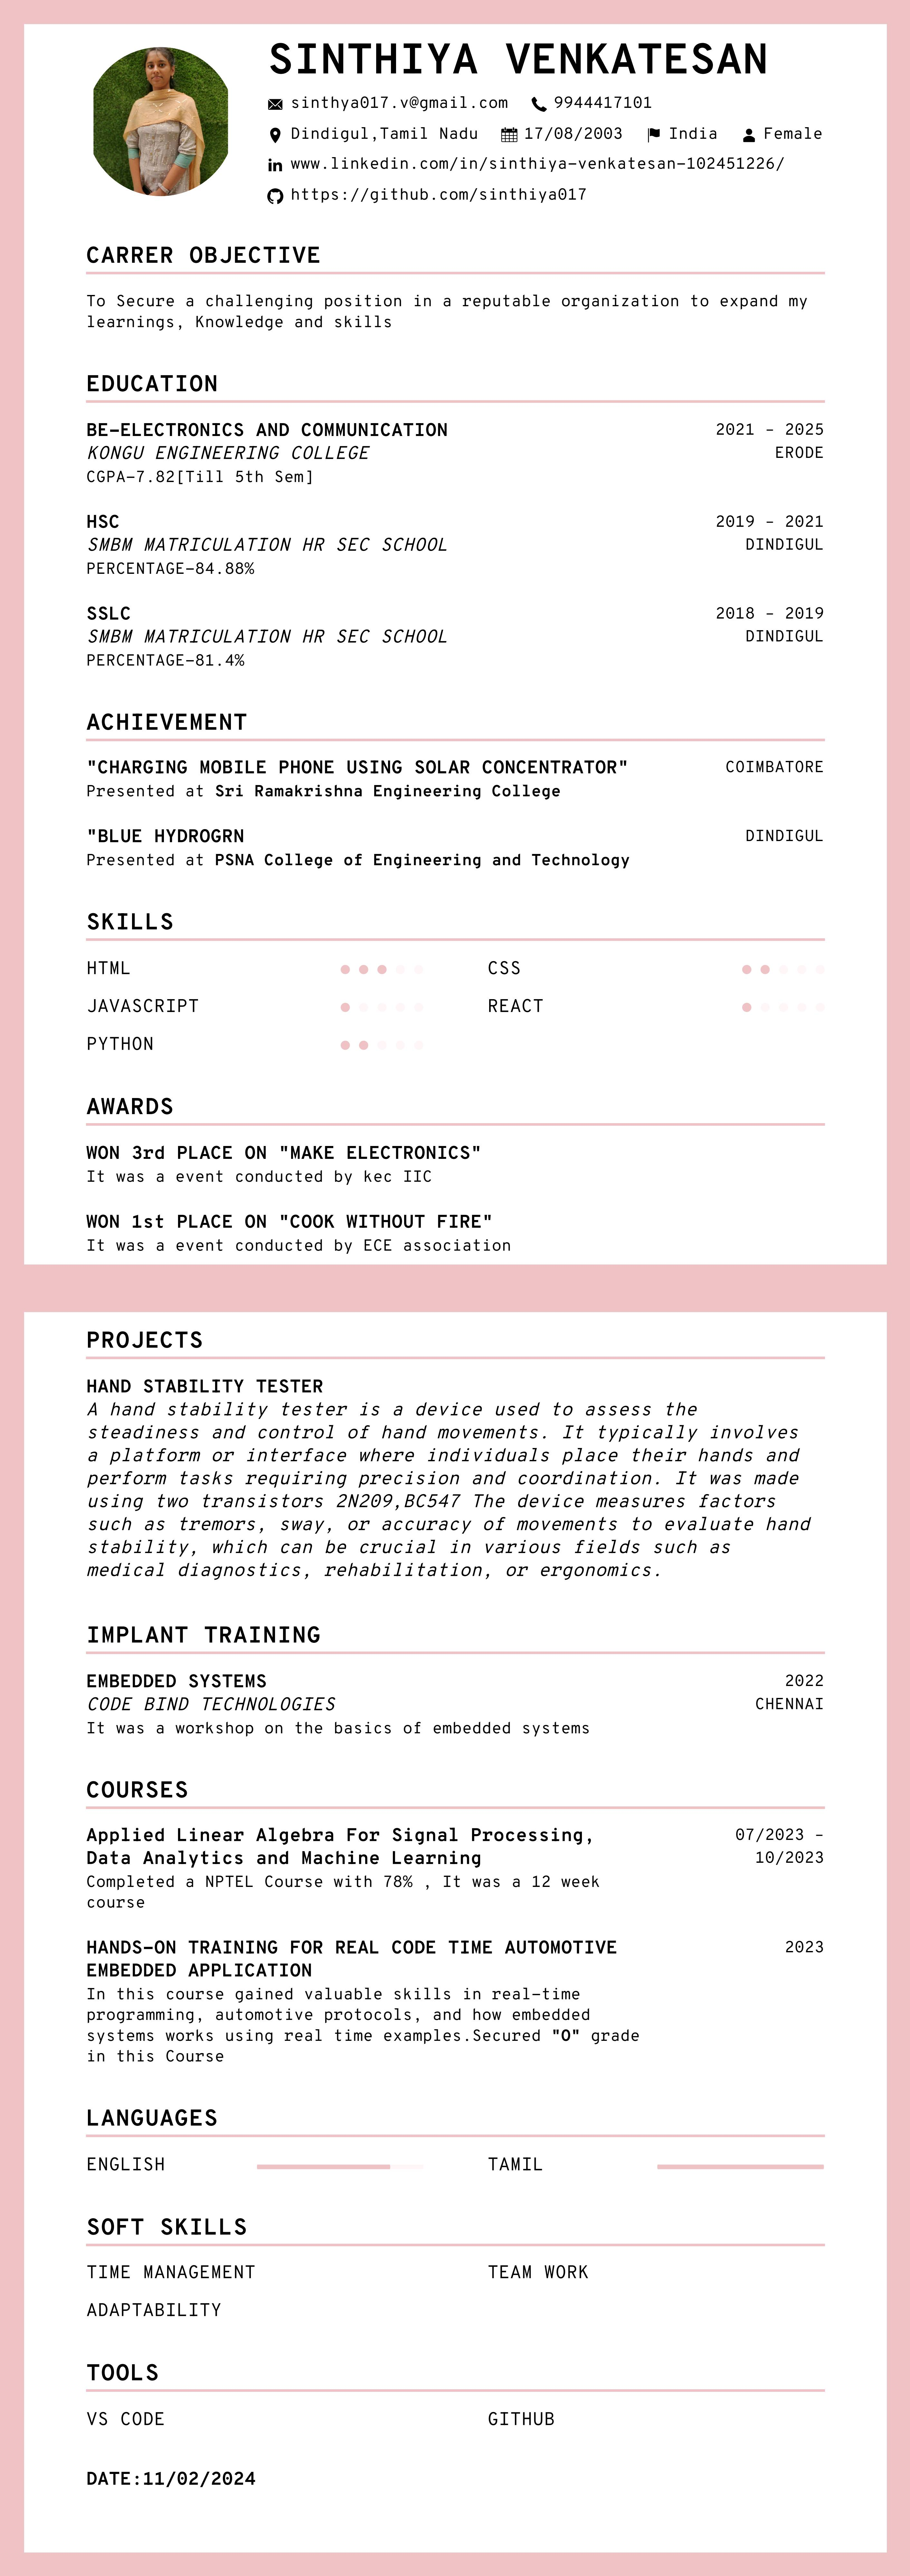 SINTHIYA VENKATESAN
sinthya017.v@gmail.com 9944417101
Dindigul,Tamil Nadu 17/08/2003 India Female
www.linkedin.com/in/sinthiya-venkatesan-102451226/
https://github.com/sinthiya017
CARRER OBJECTIVE
To Secure a challenging position in a reputable organization to expand my
learnings, Knowledge and skills
EDUCATION
BE-ELECTRONICS AND COMMUNICATION 2021 - 2025
KONGU ENGINEERING COLLEGE ERODE
CGPA-7.82[Till 5th Sem]
HSC 2019 - 2021
SMBM MATRICULATION HR SEC SCHOOL DINDIGUL
PERCENTAGE-84.88%
SSLC 2018 - 2019
SMBM MATRICULATION HR SEC SCHOOL DINDIGUL
PERCENTAGE-81.4%
ACHIEVEMENT
"CHARGING MOBILE PHONE USING SOLAR CONCENTRATOR" COIMBATORE
Presented at Sri Ramakrishna Engineering College
"BLUE HYDROGRN DINDIGUL
Presented at PSNA College of Engineering and Technology
SKILLS
HTML CSS
JAVASCRIPT REACT
PYTHON
AWARDS
WON 3rd PLACE ON "MAKE ELECTRONICS"
It was a event conducted by kec IIC
WON 1st PLACE ON "COOK WITHOUT FIRE"
It was a event conducted by ECE association
PROJECTS
HAND STABILITY TESTER
A hand stability tester is a device used to assess the
steadiness and control of hand movements. It typically involves
a platform or interface where individuals place their hands and
perform tasks requiring precision and coordination. It was made
using two transistors 2N209,BC547 The device measures factors
such as tremors, sway, or accuracy of movements to evaluate hand
stability, which can be crucial in various fields such as
medical diagnostics, rehabilitation, or ergonomics.
IMPLANT TRAINING
EMBEDDED SYSTEMS 2022
CODE BIND TECHNOLOGIES CHENNAI
It was a workshop on the basics of embedded systems
COURSES
Applied Linear Algebra For Signal Processing, 07/2023 -
Data Analytics and Machine Learning 10/2023
Completed a NPTEL Course with 78% , It was a 12 week
course
HANDS-ON TRAINING FOR REAL CODE TIME AUTOMOTIVE 2023
EMBEDDED APPLICATION
In this course gained valuable skills in real-time
programming, automotive protocols, and how embedded
systems works using real time examples.Secured "O" grade
in this Course
LANGUAGES
ENGLISH TAMIL
SOFT SKILLS
TIME MANAGEMENT TEAM WORK
ADAPTABILITY
TOOLS
VS CODE GITHUB
DATE:11/02/2024